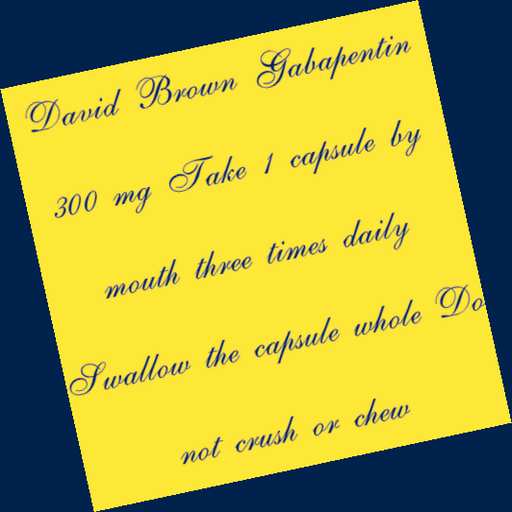 David Brown Gabapentin
300 mg Take 1 capsule by
mouth three times daily
Swallow the capsule whole Do
not crush or chew